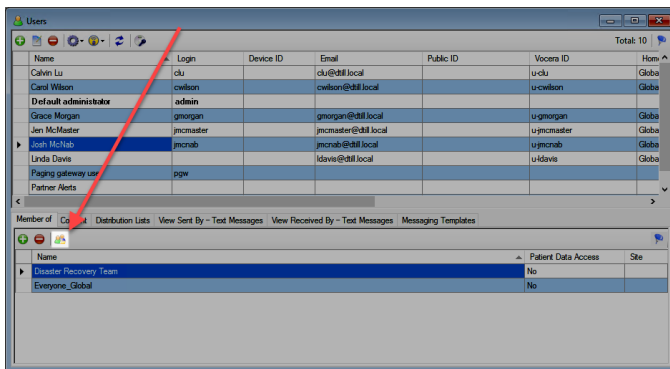 Users
Total: 10
Name Login Device ID Email Public ID Vocera ID
Calvin Lu clu clu@dtill.local u-clu Globa
Carol Wilson cwilson cwilson@dtill.local u-cwilson Globa
Default administrator admin
Grace Morgan gmorgan gmorgan@dtill.local u-gmorgan Globa
Jen McMaster jmcmaster jmcmaster@dtill.local u-jmcmaster Globa
Josh McNab jmcnab jmcnab@dtill.local u-jmcnab Globa
Linda Davis ldavis@dtill.local u-ldavis Globa
Paging gateway use pgw
Partner Alerts
Member of Distribution Lists View Sent By - Text Messages View Received By - Text Messages Messaging Templates
Name Patient Data Access Site
Disaster Recovery Team No
Everyone_Global No